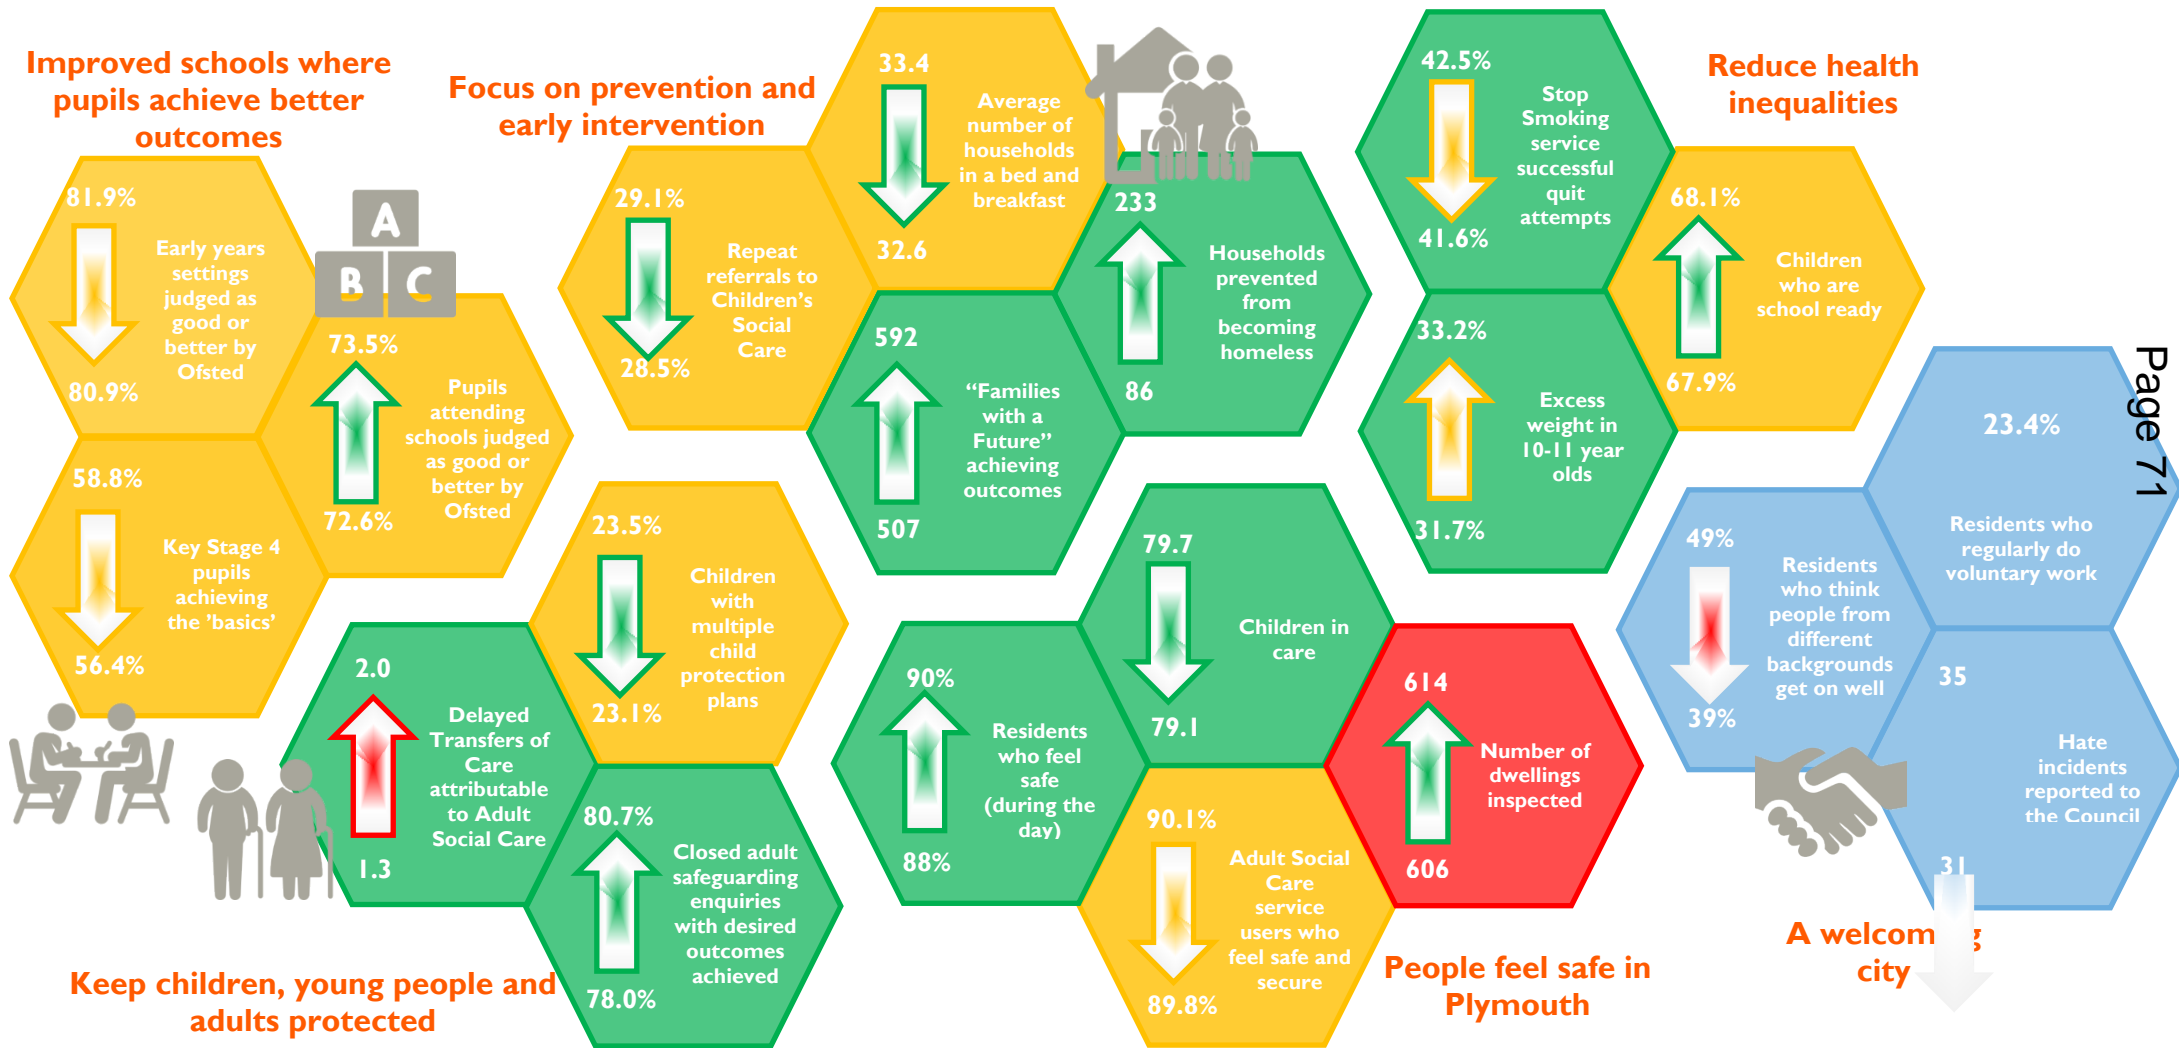 Improved schools where
pupils achieve better
outcomes
81.9%
Early years
settings
judged as
good or
better by
Ofsted
80.9%
A
B C
73.5%
Pupils
attending
schools judged
as good or
better by
Ofsted
72.6%
58.8%
Key Stage 4
pupils
achieving
the 'basics'
56.4%
Focus on prevention and
early intervention
29.1%
Repeat
referrals to
Children's
Social
Care
28.5%
33.4
Average
number of
households
in a bed and
breakfast
32.6
233
Households
prevented
from
becoming
homeless
86
592
“Families
with a
Future”
achieving
outcomes
507
Reduce health
inequalities
42.5%
Stop
Smoking
service
successful
quit
attempts
41.6%
68.1%
Children
who are
school ready
67.9%
33.2%
Excess
weight in
10-11 year
olds
31.7%
Keep children, young people and
adults protected
23.5%
Children
with
multiple
child
protection
plans
23.1%
2.0
Delayed
Transfers of
Care
attributable
to Adult
Social Care
1.3
80.7%
Closed adult
safeguarding
enquiries
with desired
outcomes
achieved
78.0%
79.7
Children in
care
79.1
90%
Residents
who feel
safe
(during the
day)
88%
614
Number of
dwellings
inspected
606
90.1%
Adult Social
Care
service
users who
feel safe and
secure
89.8%
People feel safe in
Plymouth
23.4%
Residents who
regularly do
voluntary work
49%
Residents
who think
people from
different
backgrounds
get on well
39%
35
Hate
incidents
reported to
the Council
31
A welcoming
city
Page 71